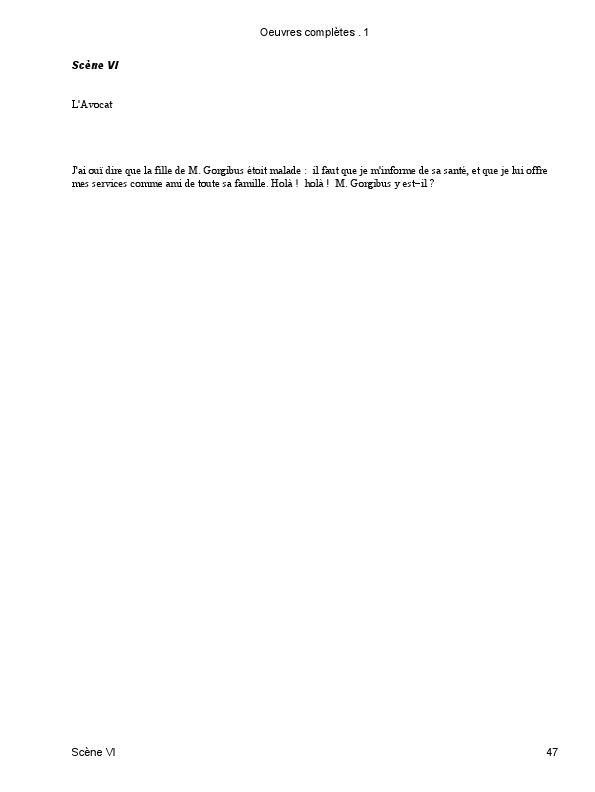 Oeuvres complètes . 1
Scène VI
L'Avocat
J'ai ouï dire que la fille de M. Gorgibus étoit malade :  il faut que je m'informe de sa santé, et que je lui offre
mes services comme ami de toute sa famille. Holà !  holà !  M. Gorgibus y est−il ?
Scène VI 47